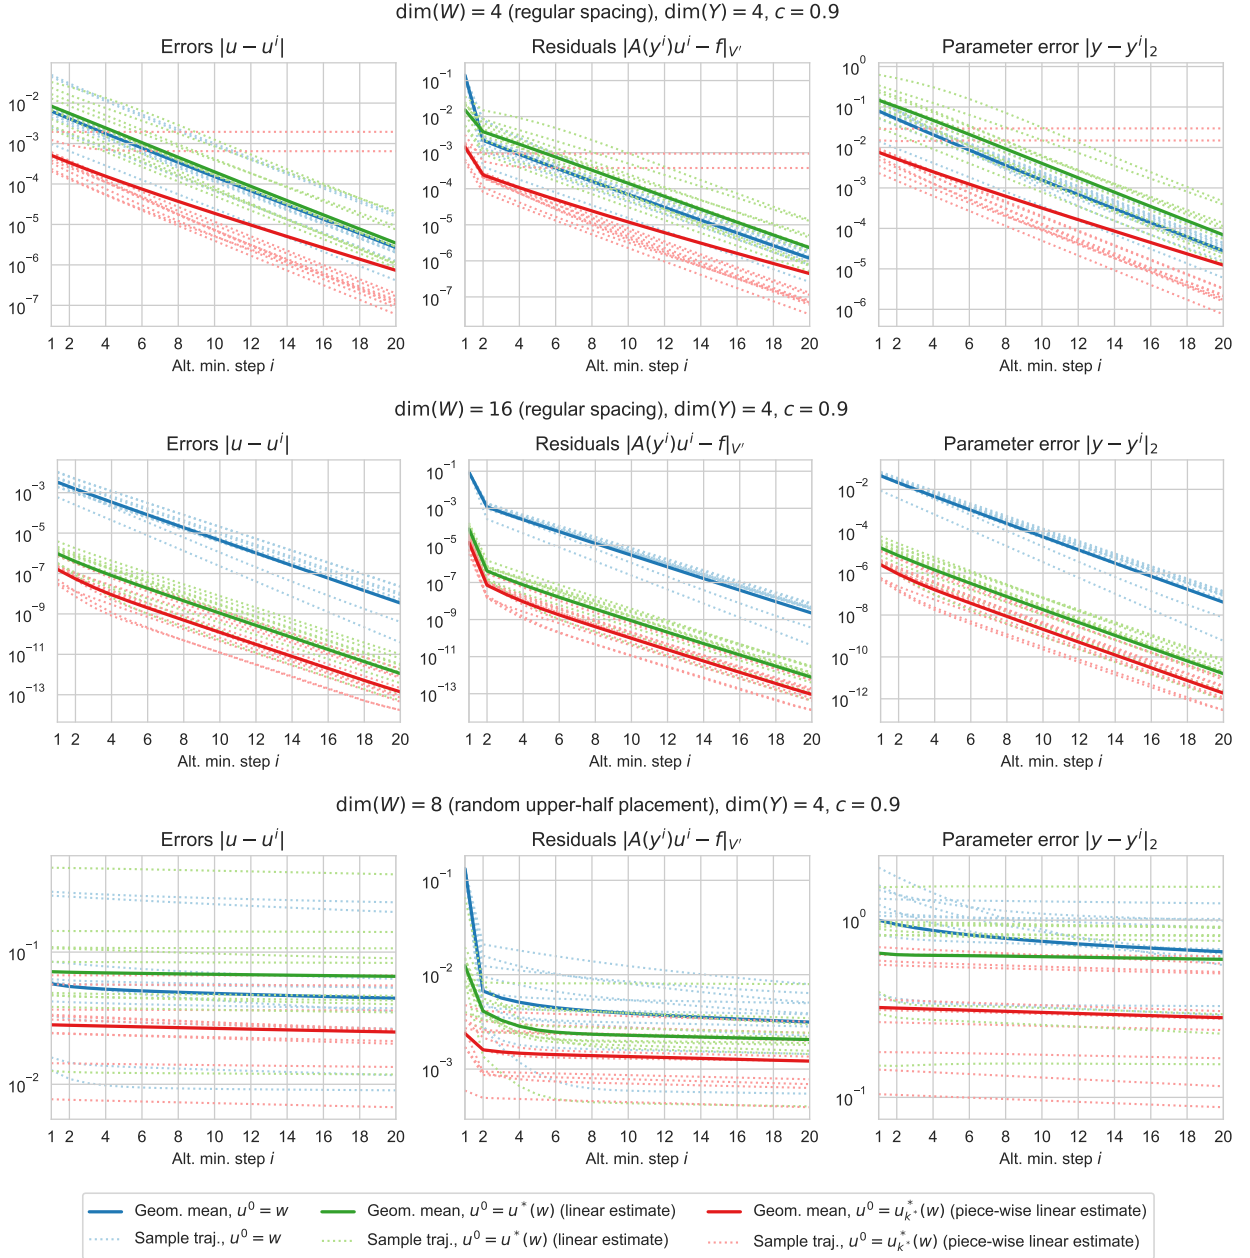 dim(W) = 4 (regular spacing), dim(Y) = 4, c = 0.9
Errors |u − u^i|
Residuals |A(y^i)u^i − f|_{V′}
Parameter error |y − y^i|_2
10^{−2}
10^{−3}
10^{−4}
10^{−5}
10^{−6}
10^{−7}
10^{−1}
10^{−2}
10^{−3}
10^{−4}
10^{−5}
10^{−6}
10^{−7}
10^0
10^{−1}
10^{−2}
10^{−3}
10^{−4}
10^{−5}
10^{−6}
1 2 4 6 8 10 12 14 16 18 20
1 2 4 6 8 10 12 14 16 18 20
1 2 4 6 8 10 12 14 16 18 20
Alt. min. step i
Alt. min. step i
Alt. min. step i
dim(W) = 16 (regular spacing), dim(Y) = 4, c = 0.9
Errors |u − u^i|
Residuals |A(y^i)u^i − f|_{V′}
Parameter error |y − y^i|_2
10^{−3}
10^{−5}
10^{−7}
10^{−9}
10^{−11}
10^{−13}
10^{−1}
10^{−3}
10^{−5}
10^{−7}
10^{−9}
10^{−11}
10^{−13}
10^{−2}
10^{−4}
10^{−6}
10^{−8}
10^{−10}
10^{−12}
1 2 4 6 8 10 12 14 16 18 20
1 2 4 6 8 10 12 14 16 18 20
1 2 4 6 8 10 12 14 16 18 20
Alt. min. step i
Alt. min. step i
Alt. min. step i
dim(W) = 8 (random upper-half placement), dim(Y) = 4, c = 0.9
Errors |u − u^i|
Residuals |A(y^i)u^i − f|_{V′}
Parameter error |y − y^i|_2
10^{−1}
10^{−2}
10^{−1}
10^{−2}
10^{−3}
10^0
10^{−1}
1 2 4 6 8 10 12 14 16 18 20
1 2 4 6 8 10 12 14 16 18 20
1 2 4 6 8 10 12 14 16 18 20
Alt. min. step i
Alt. min. step i
Alt. min. step i
Geom. mean, u^0 = w
Geom. mean, u^0 = u^*(w) (linear estimate)
Geom. mean, u^0 = u^*_{k^*}(w) (piece-wise linear estimate)
Sample traj., u^0 = w
Sample traj., u^0 = u^*(w) (linear estimate)
Sample traj., u^0 = u^*_{k^*}(w) (piece-wise linear estimate)